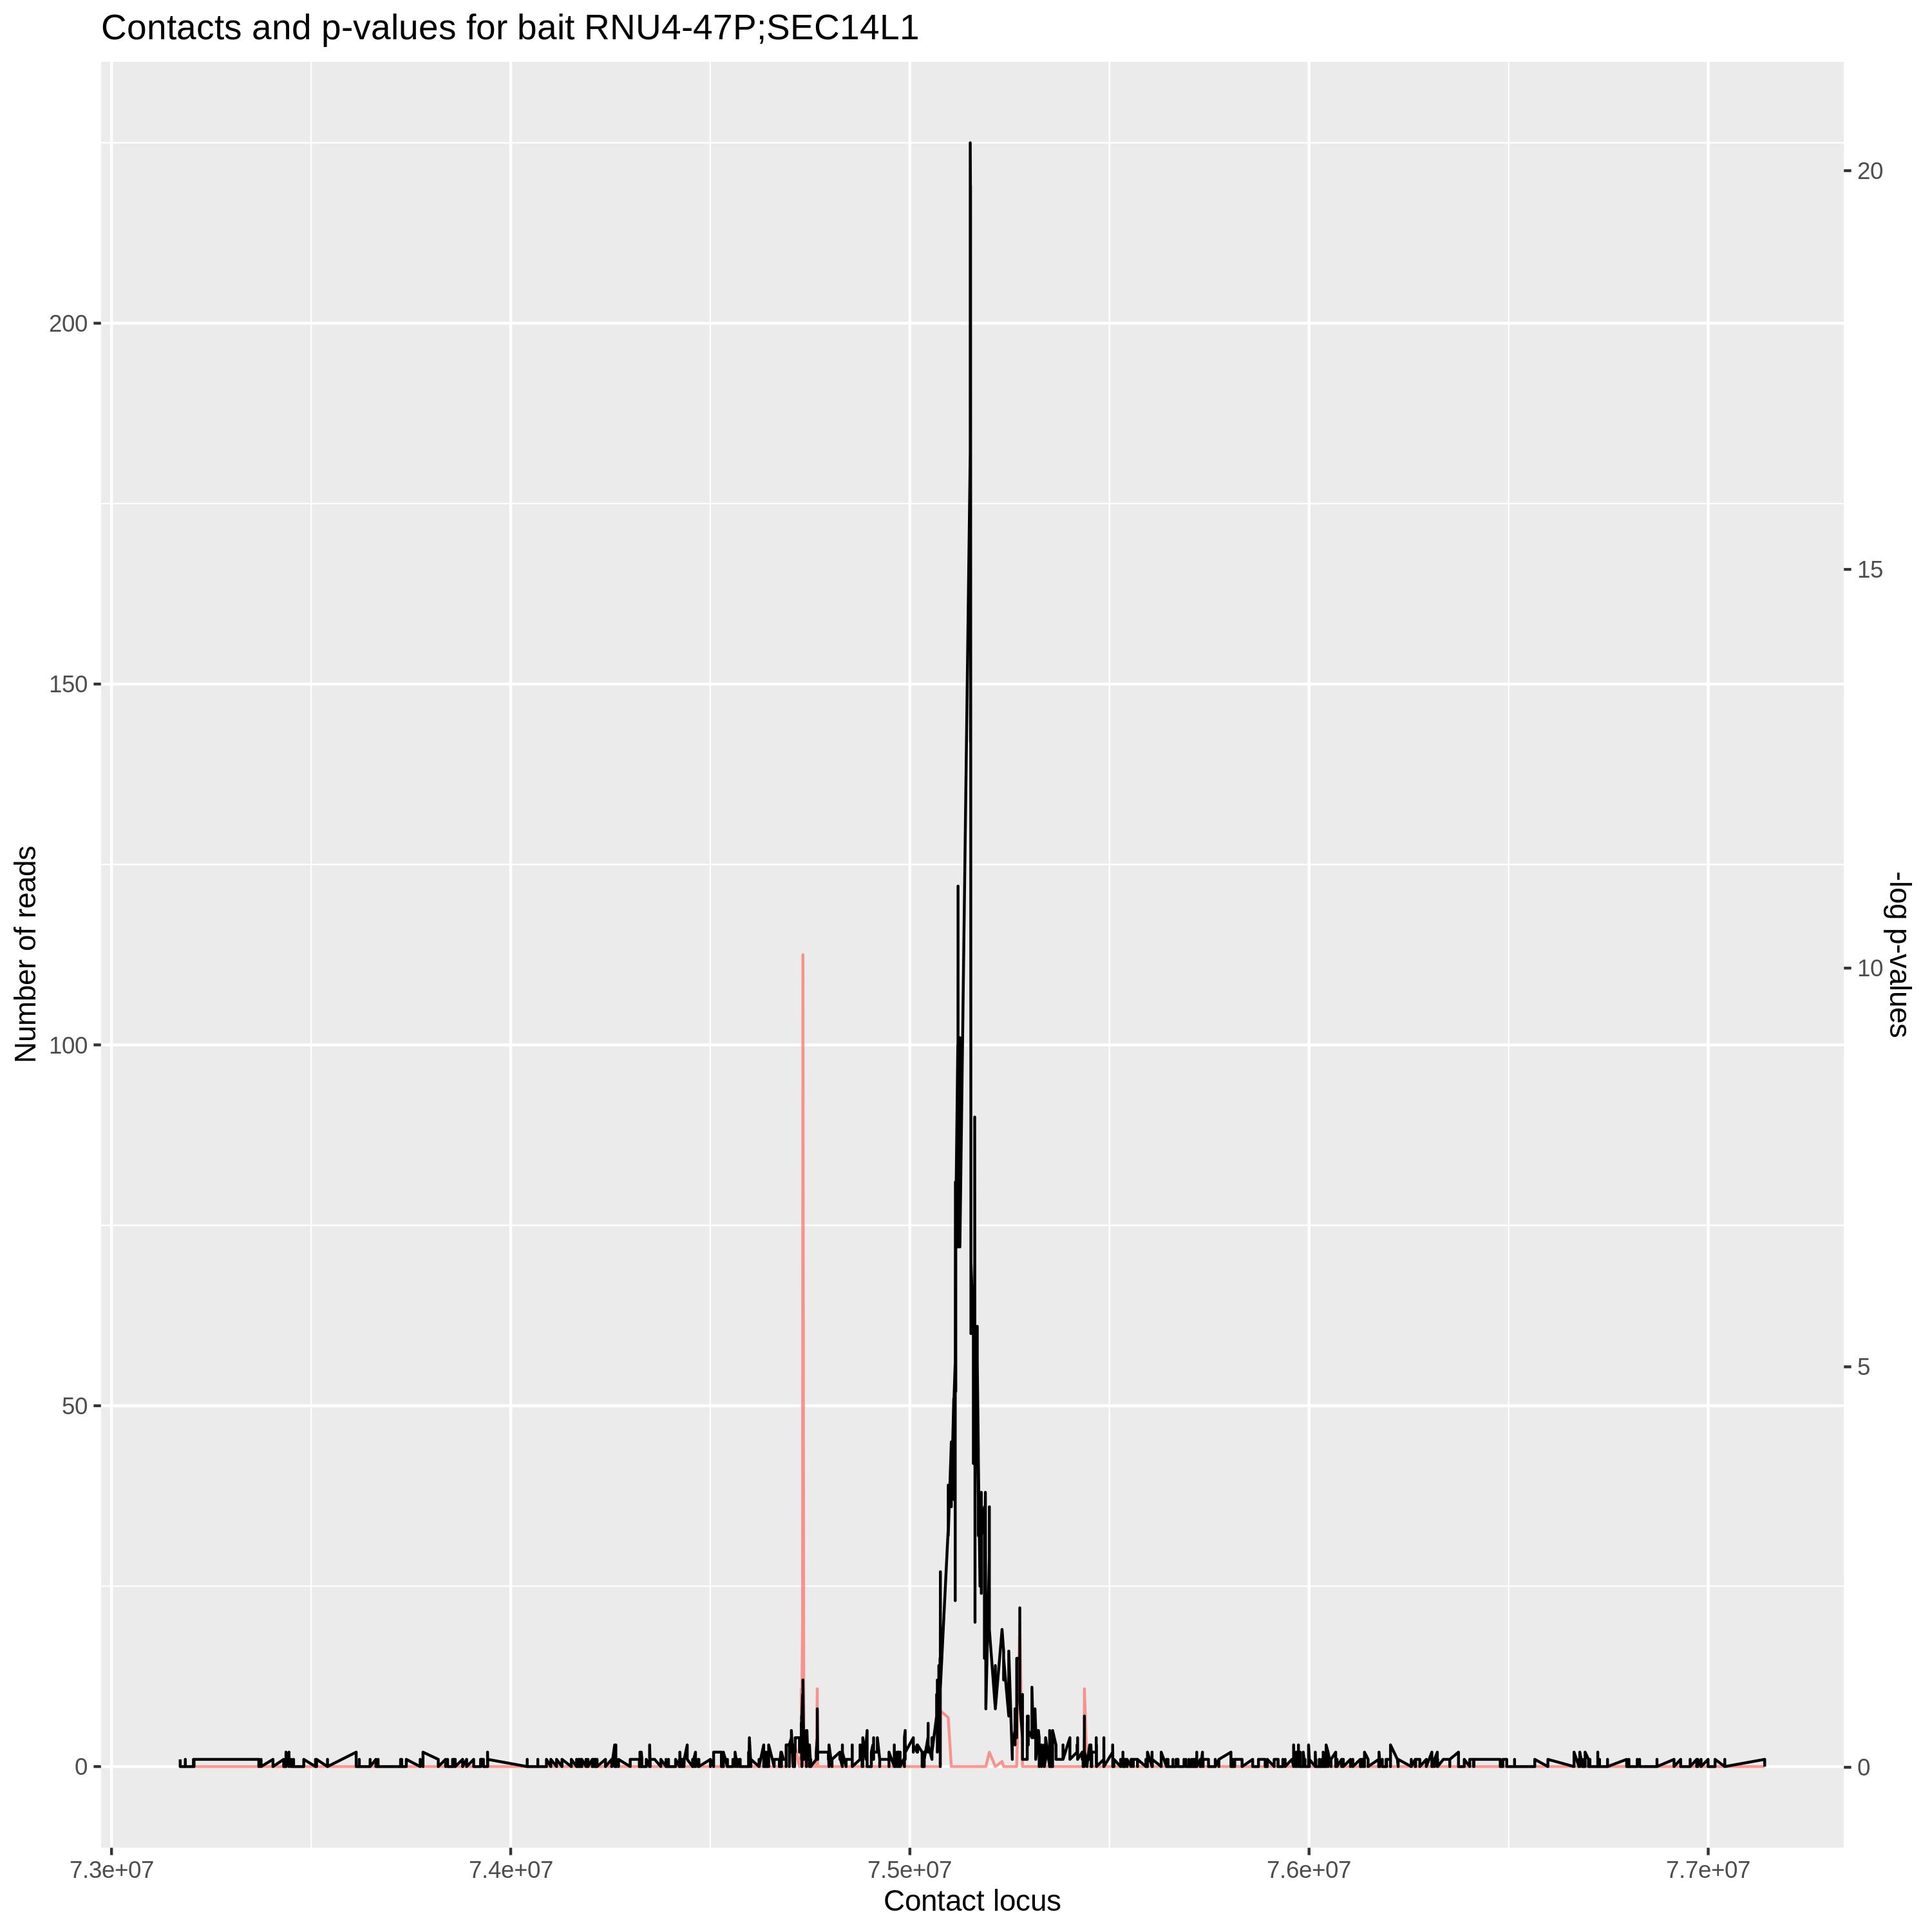 Contacts and p-values for bait RNU4-47P;SEC14L1
Number of reads
200
150
100
50
0
20
15
10
5
0
-log p-values
7.3e+07 7.4e+07 7.5e+07 7.6e+07 7.7e+07
Contact locus